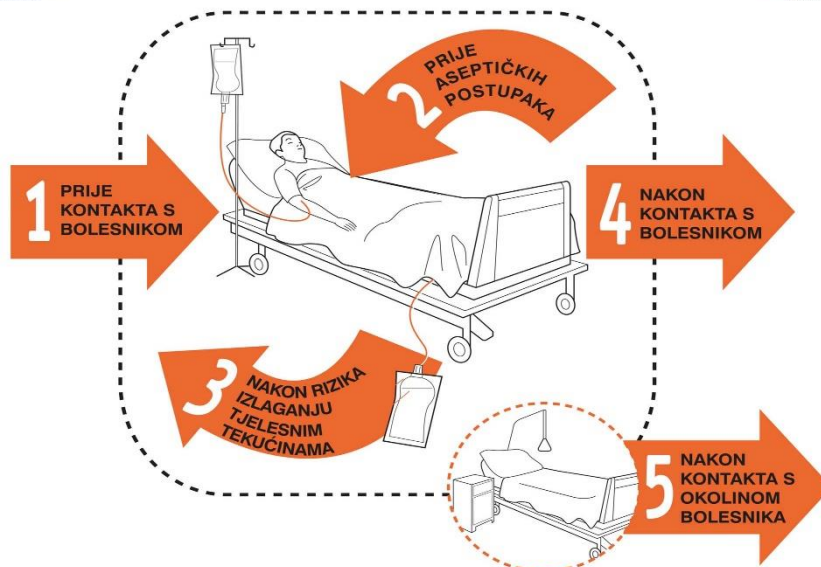 1
PRIJE
KONTAKTA S
BOLESNIKOM
2
PRIJE
ASEPTIČKIH
POSTUPAKA
3
NAKON RIZIKA
IZLAGANJU
TJELESNIM
TEKUĆINAMA
4
NAKON
KONTAKTA S
BOLESNIKOM
5
NAKON
KONTAKTA S
OKOLINOM
BOLESNIKA